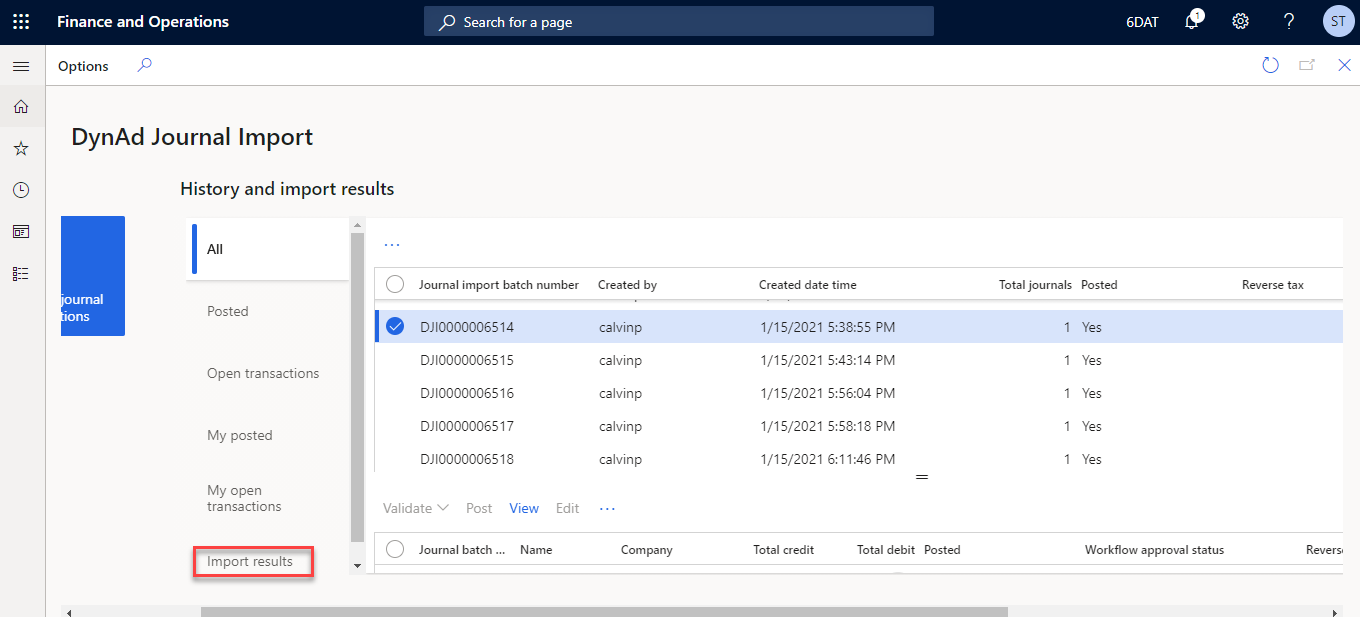 Finance and Operations
Search for a page
6DAT
1
ST
Options
DynAd Journal Import
History and import results
journal
tions
All
Posted
Open transactions
My posted
My open
transactions
Import results
...
Journal import batch number Created by Created date time Total journals Posted Reverse tax
DJI0000006514 calvinp 1/15/2021 5:38:55 PM 1 Yes
DJI0000006515 calvinp 1/15/2021 5:43:14 PM 1 Yes
DJI0000006516 calvinp 1/15/2021 5:56:04 PM 1 Yes
DJI0000006517 calvinp 1/15/2021 5:58:18 PM 1 Yes
DJI0000006518 calvinp 1/15/2021 6:11:46 PM 1 Yes
Validate Post View Edit ...
Journal batch ... Name Company Total credit Total debit Posted Workflow approval status Revers